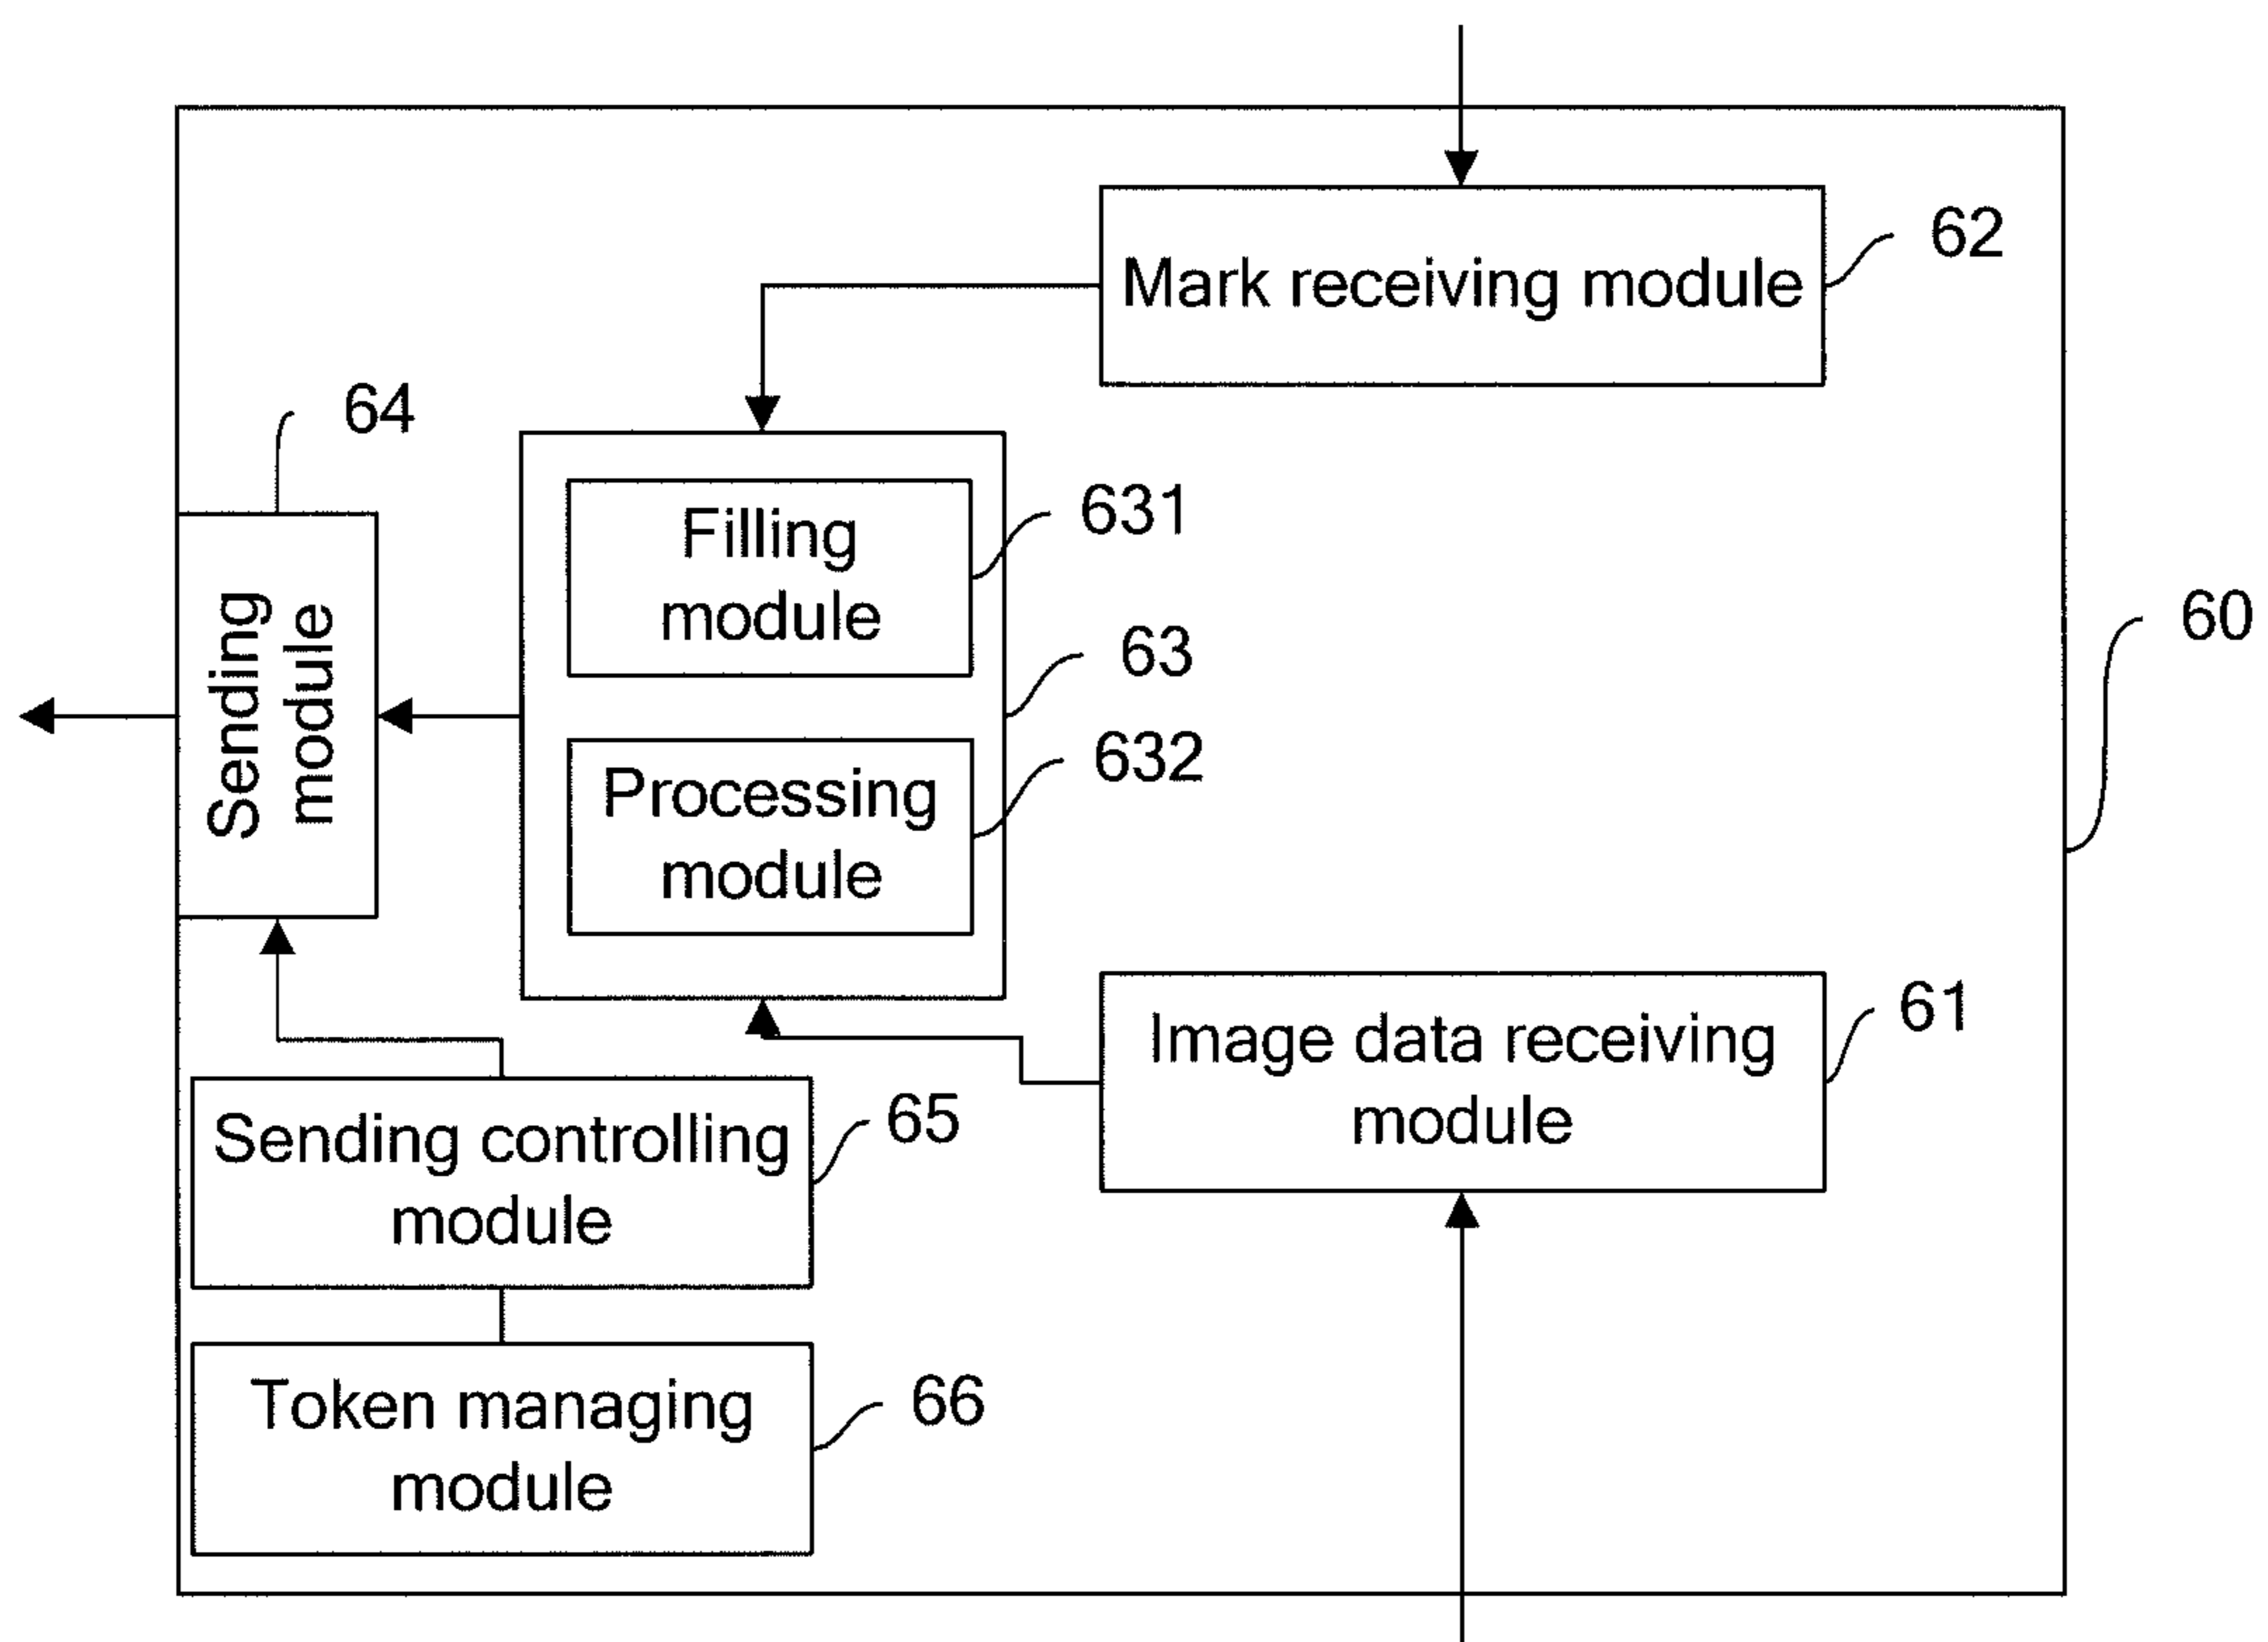 62
Mark receiving module
64
Filling
module
631
Sending
module
63
60
Processing
module
632
Image data receiving
module
61
Sending controlling
module
65
Token managing
module
66